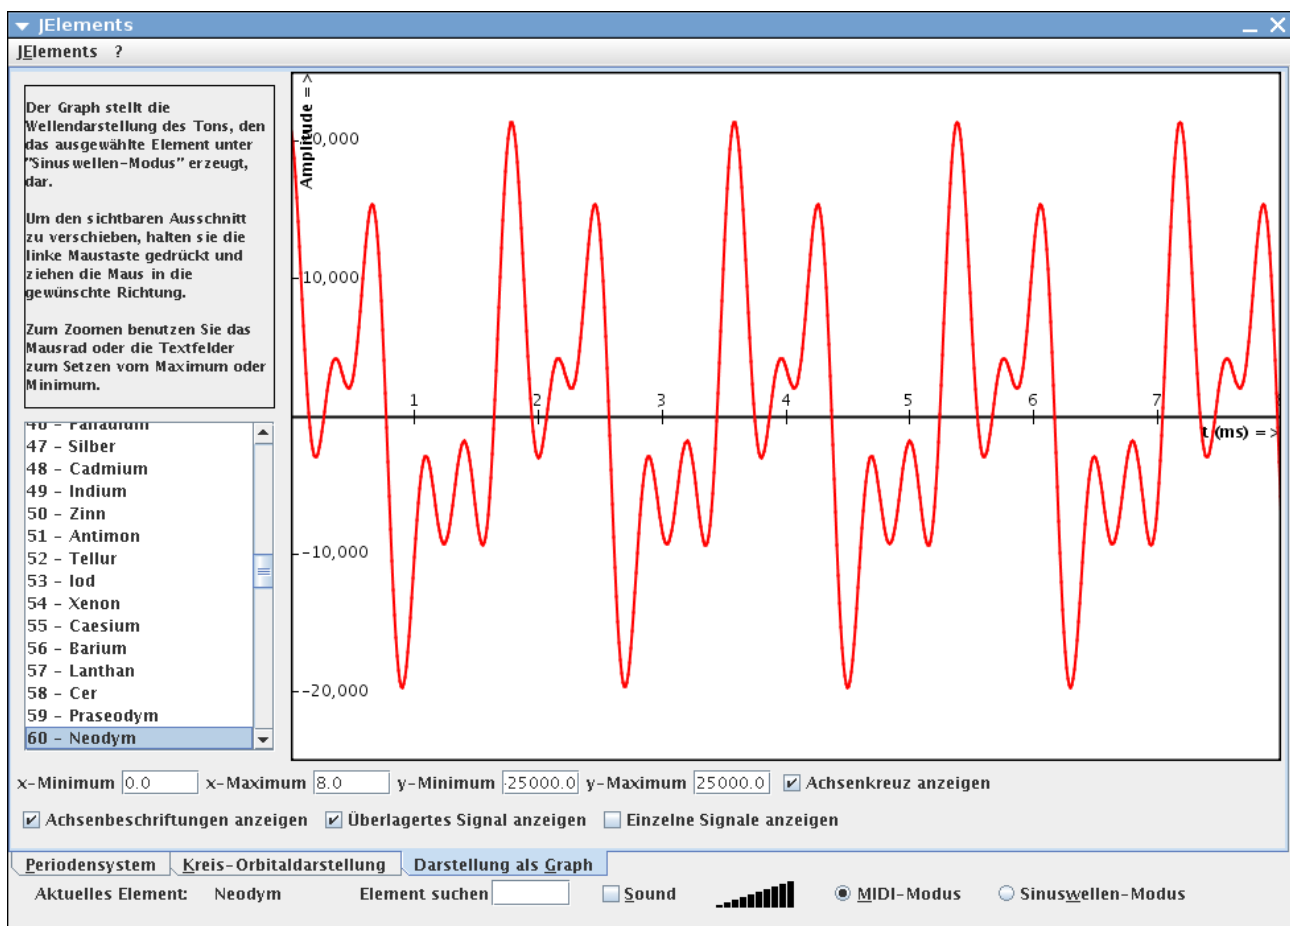 JElements
JElements ?
Der Graph stellt die
Wellendarstellung des Tons, den
das ausgewählte Element unter
"Sinuswellen-Modus" erzeugt,
dar.
Um den sichtbaren Ausschnitt
zu verschieben, halten sie die
linke Maustaste gedrückt und
ziehen die Maus in die
gewünschte Richtung.
Zum Zoomen benutzen Sie das
Mausrad oder die Textfelder
zum Setzen vom Maximum oder
Minimum.
46 - Palladium
47 - Silber
48 - Cadmium
49 - Indium
50 - Zinn
51 - Antimon
52 - Tellur
53 - Iod
54 - Xenon
55 - Caesium
56 - Barium
57 - Lanthan
58 - Cer
59 - Praseodym
60 - Neodym
Amplitude =>
10,000
-10,000
-20,000
1 2 3 4 5 6 7
t (ms) =>
x-Minimum 0.0 x-Maximum 8.0 y-Minimum -25000.0 y-Maximum 25000.0 Achsenkreuz anzeigen
Achsenbeschriftungen anzeigen Überlagertes Signal anzeigen Einzelne Signale anzeigen
Periodensystem Kreis-Orbitaldarstellung Darstellung als Graph
Aktuelles Element: Neodym Element suchen Sound MIDI-Modus Sinuswellen-Modus